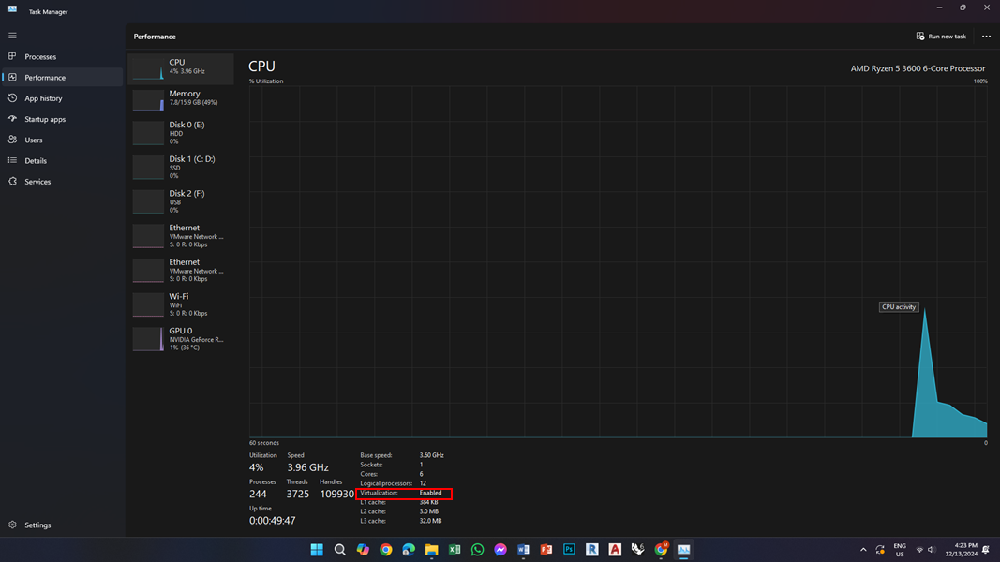 Task Manager
Processes
Performance
App history
Startup apps
Users
Details
Services
Settings
Performance
Run new task
CPU
4% 3.96 GHz
Memory
7.8/15.9 GB (49%)
Disk 0 (E:)
HDD
0%
Disk 1 (C: D:)
SSD
0%
Disk 2 (F:)
USB
0%
Ethernet
VMware Network ...
S: 0 R: 0 Kbps
Ethernet
VMware Network ...
S: 0 R: 0 Kbps
Wi-Fi
WiFi
S: 0 R: 0 Kbps
GPU 0
NVIDIA GeForce R...
1% (36 °C)
CPU
AMD Ryzen 5 3600 6-Core Processor
% Utilization
100%
CPU activity
60 seconds
0
Utilization
Speed
4%
3.96 GHz
Processes
Threads
Handles
244
3725
109930
Up time
0:00:49:47
Base speed: 3.60 GHz
Sockets: 1
Cores: 6
Logical processors: 12
Virtualization: Enabled
L1 cache: 384 KB
L2 cache: 3.0 MB
L3 cache: 32.0 MB
ENG
US
4:23 PM
12/13/2024